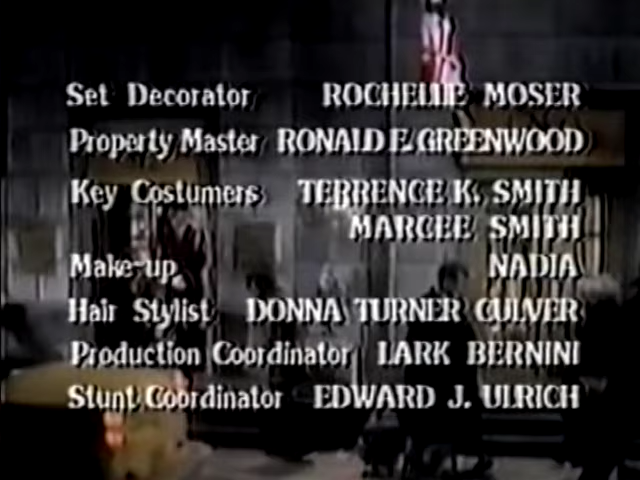 Set Decorator ROCHELLE MOSER
Property Master RONALD E. GREENWOOD
Key Costumers TERRENCE K. SMITH
MARCEE SMITH
Make-up NADIA
Hair Stylist DONNA TURNER CULVER
Production Coordinator LARK BERNINI
Stunt Coordinator EDWARD J. ULRICH